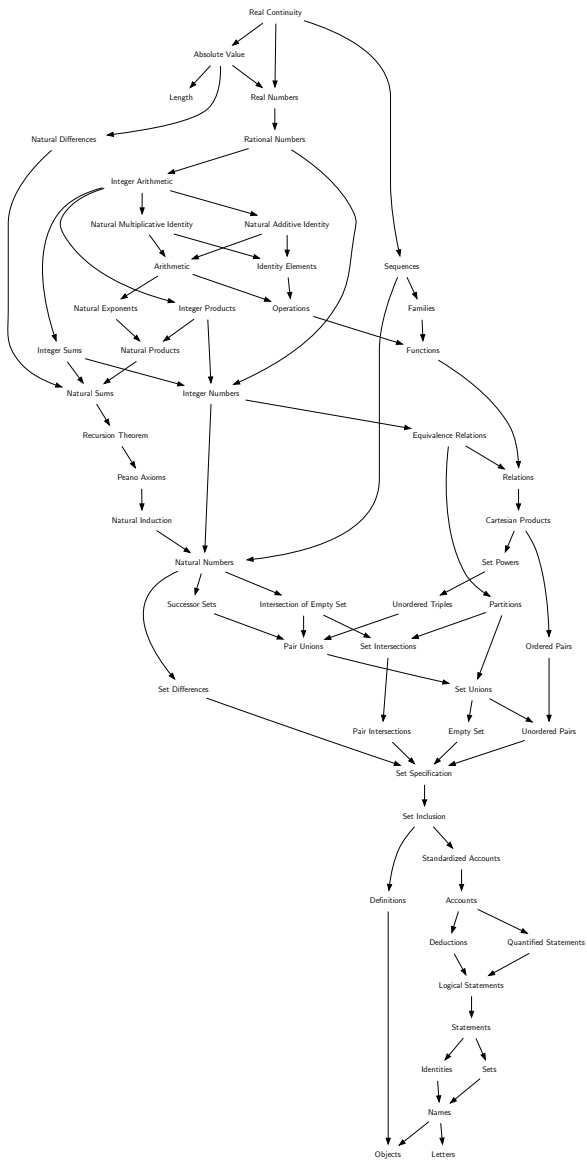 Real Continuity
Absolute Value
Length
Real Numbers
Natural Differences
Rational Numbers
Integer Arithmetic
Natural Multiplicative Identity
Natural Additive Identity
Arithmetic
Identity Elements
Sequences
Natural Exponents
Integer Products
Operations
Families
Integer Sums
Natural Products
Functions
Natural Sums
Integer Numbers
Recursion Theorem
Equivalence Relations
Peano Axioms
Relations
Natural Induction
Cartesian Products
Natural Numbers
Set Powers
Successor Sets
Intersection of Empty Set
Unordered Triples
Partitions
Pair Unions
Set Intersections
Ordered Pairs
Set Differences
Set Unions
Pair Intersections
Empty Set
Unordered Pairs
Set Specification
Set Inclusion
Standardized Accounts
Definitions
Accounts
Deductions
Quantified Statements
Logical Statements
Statements
Identities
Sets
Names
Objects
Letters